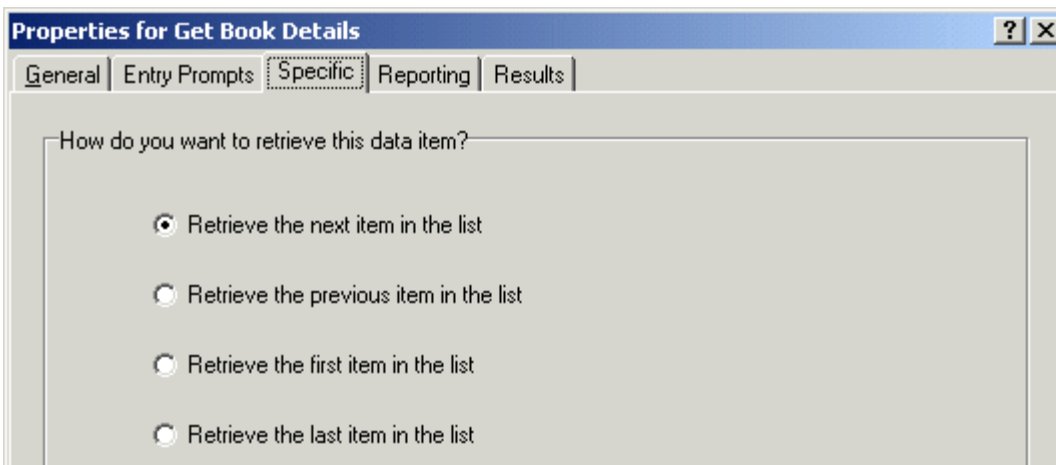 Properties for Get Book Details
General Entry Prompts Specific Reporting Results
How do you want to retrieve this data item?
Retrieve the next item in the list
Retrieve the previous item in the list
Retrieve the first item in the list
Retrieve the last item in the list